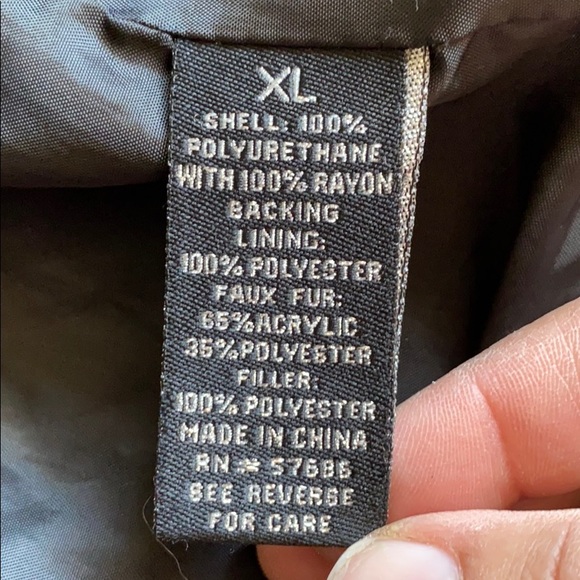 XL
SHELL: 100%
POLYURETHANE
WITH 100% RAYON
BACKING
LINING:
100% POLYESTER
FAUX FUR:
65% ACRYLIC
35% POLYESTER
FILLER:
100% POLYESTER
MADE IN CHINA
RN # 57686
SEE REVERSE
FOR CARE